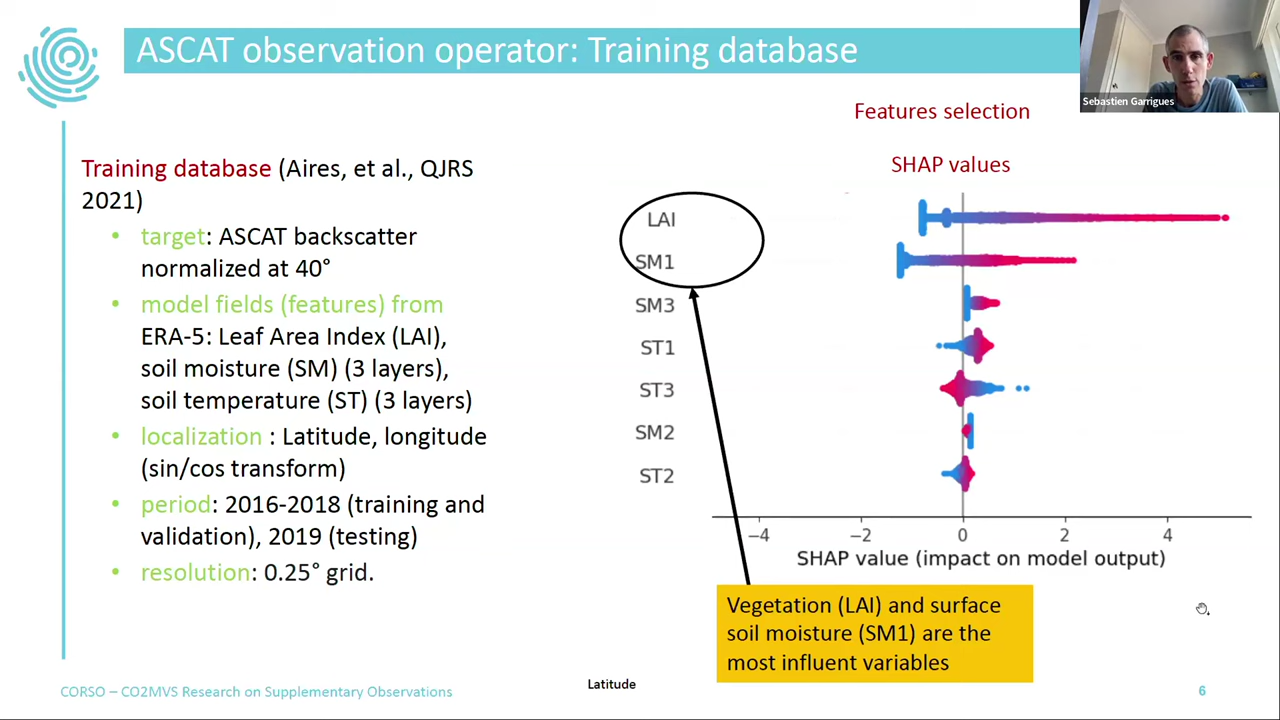 ASCAT observation operator: Training database
Sebastien Garrigues
Features selection
Training database (Aires, et al., QJRS
2021)
• target: ASCAT backscatter
normalized at 40°
• model fields (features) from
ERA-5: Leaf Area Index (LAI),
soil moisture (SM) (3 layers),
soil temperature (ST) (3 layers)
• localization : Latitude, longitude
(sin/cos transform)
• period: 2016-2018 (training and
validation), 2019 (testing)
• resolution: 0.25° grid.
SHAP values
LAI
SM1
SM3
ST1
ST3
SM2
ST2
−4 −2 0 2 4
SHAP value (impact on model output)
Vegetation (LAI) and surface
soil moisture (SM1) are the
most influent variables
Latitude
CORSO – CO2MVS Research on Supplementary Observations
6